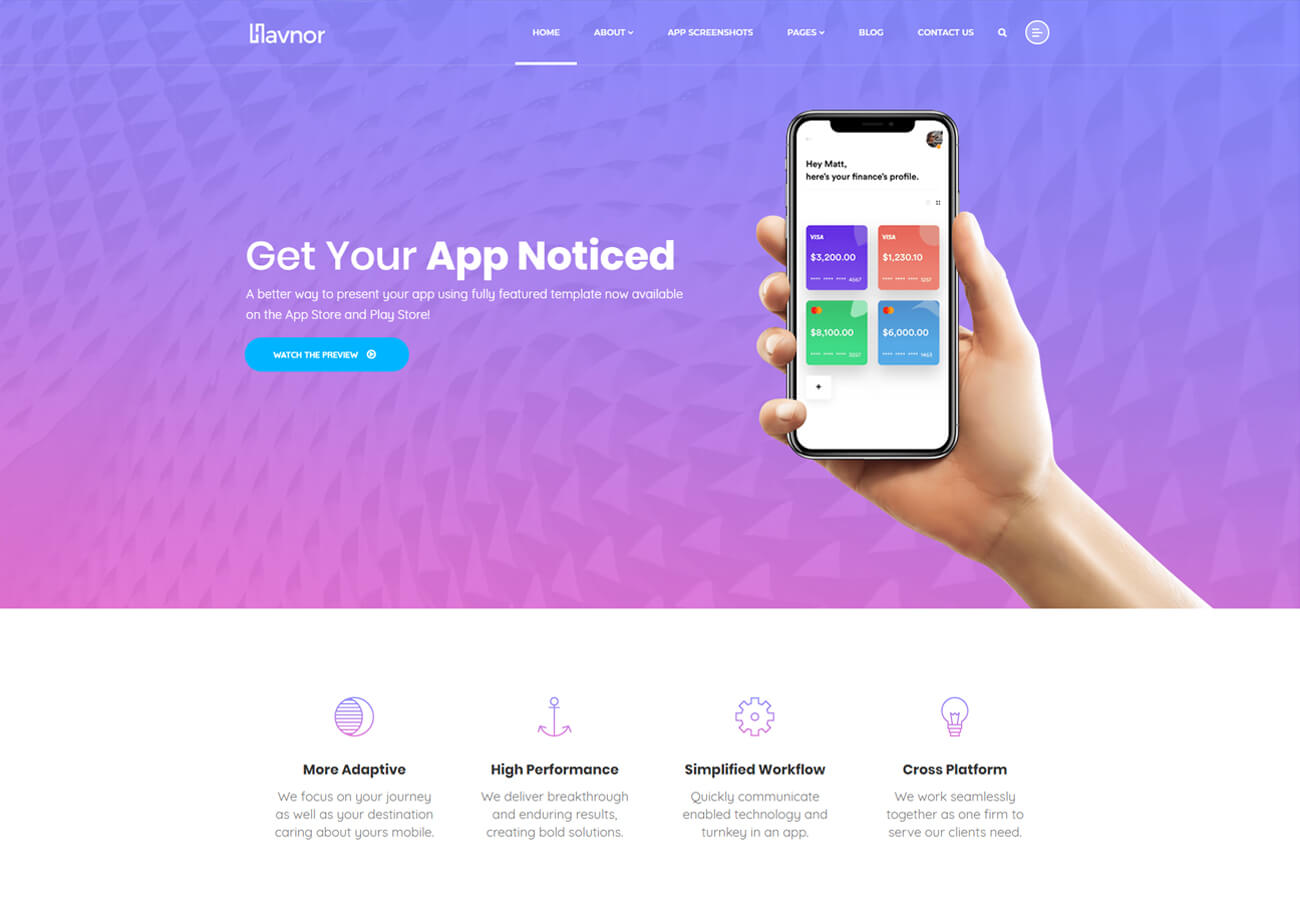 Havnor
HOME ABOUT APP SCREENSHOTS PAGES BLOG CONTACT US
Hey Matt,
here's your finance's profile.
VISA VISA
$3,200.00 $1,230.10
**** **** **** 4567 **** **** **** 1257
$8,100.00 $6,000.00
**** **** **** 1463
+
Get Your App Noticed
A better way to present your app using fully featured template now available
on the App Store and Play Store!
WATCH THE PREVIEW
More Adaptive
We focus on your journey
as well as your destination
caring about yours mobile.
High Performance
We deliver breakthrough
and enduring results,
creating bold solutions.
Simplified Workflow
Quickly communicate
enabled technology and
turnkey in an app.
Cross Platform
We work seamlessly
together as one firm to
serve our clients need.